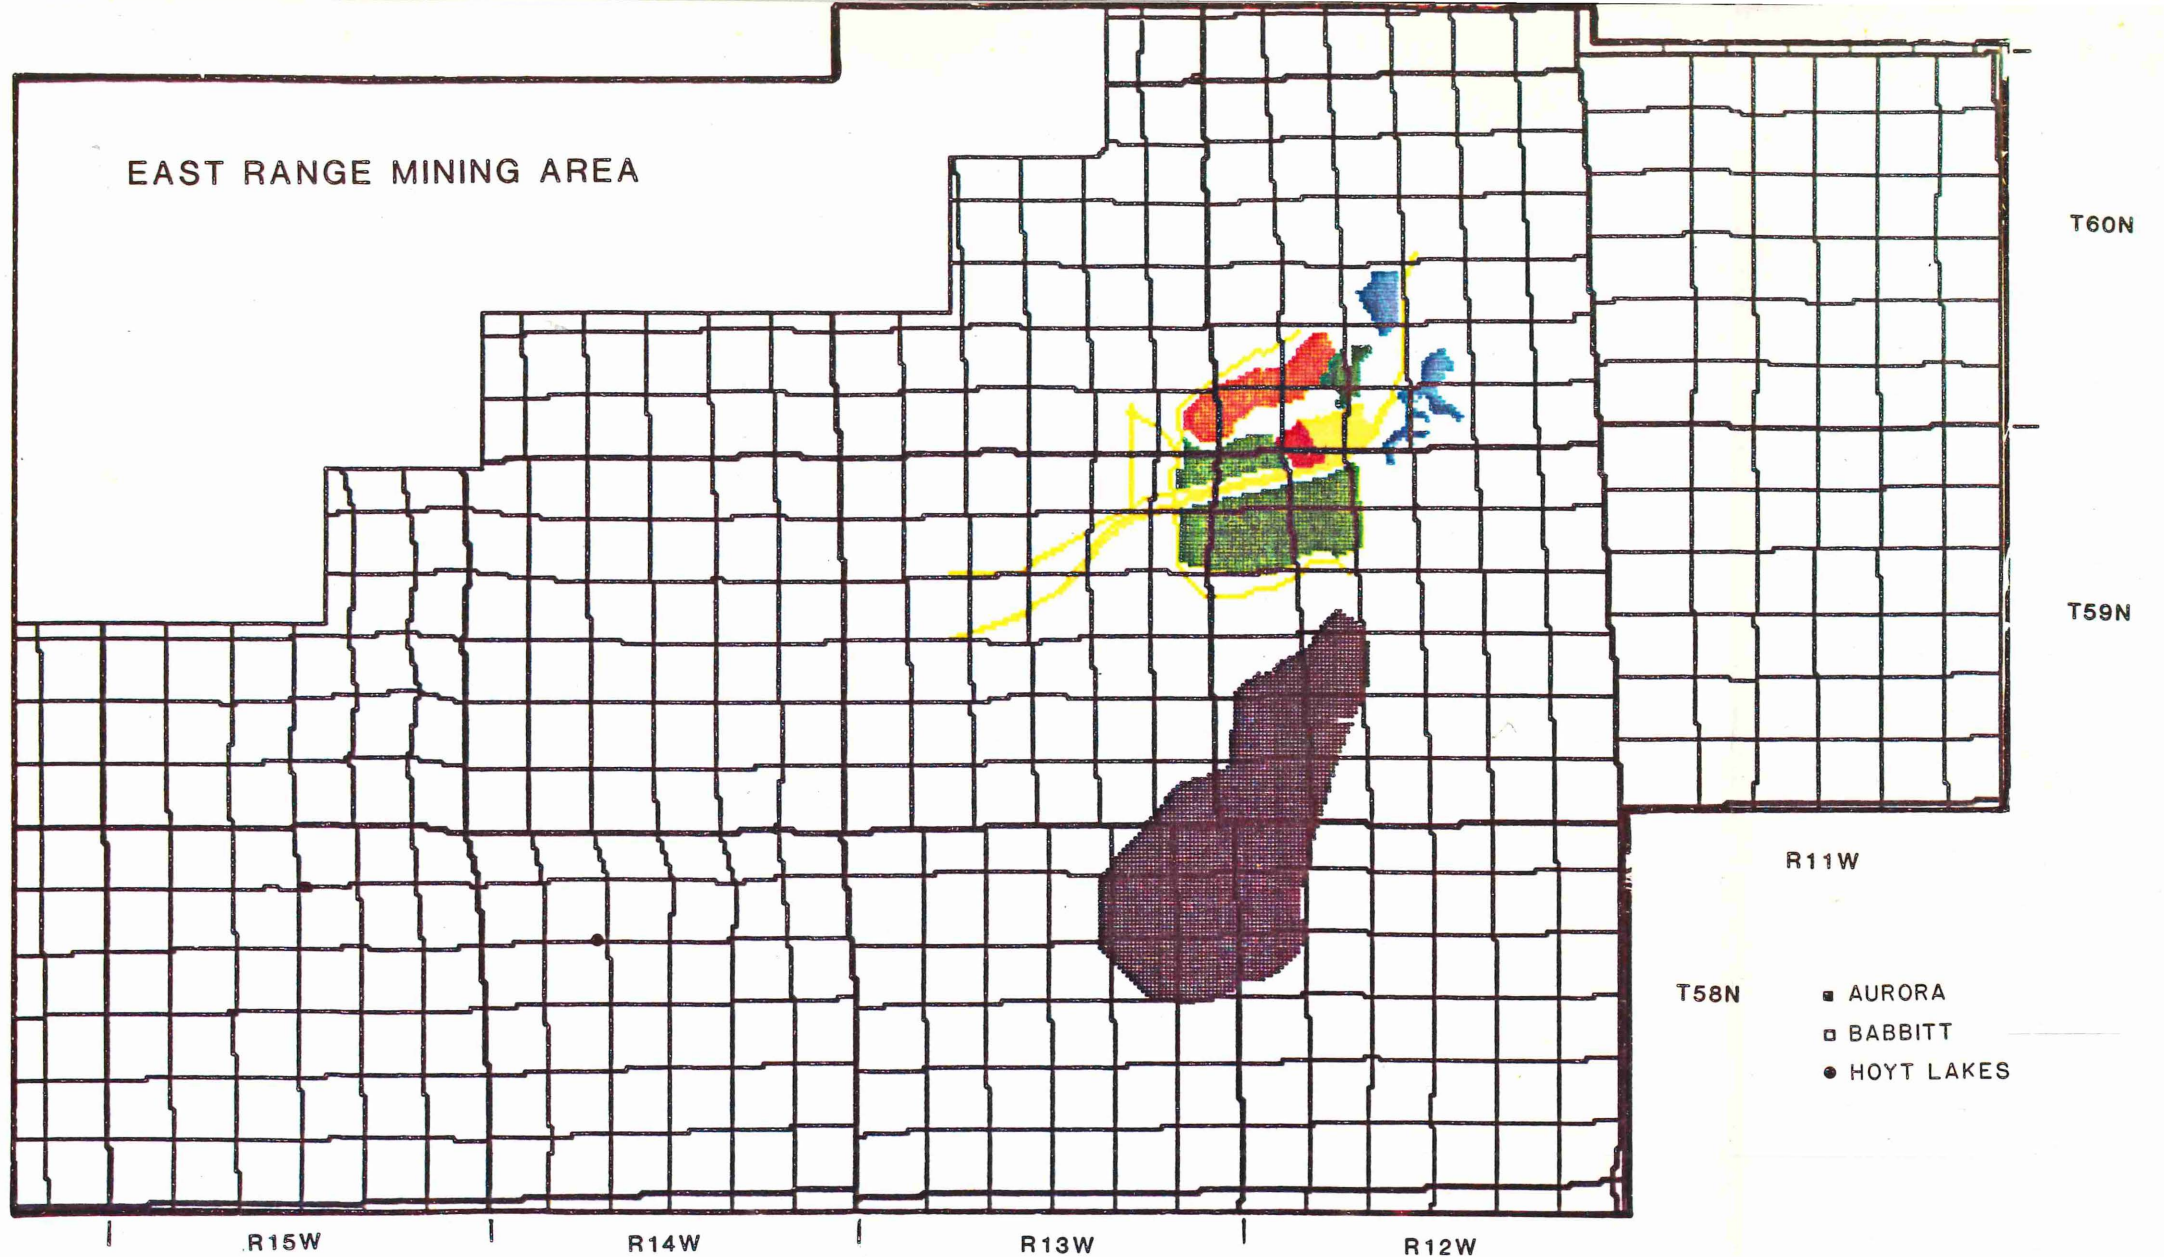 EAST RANGE MINING AREA
T60N
T59N
R11W
T58N
AURORA
BABBITT
HOYT LAKES
R15W
R14W
R13W
R12W